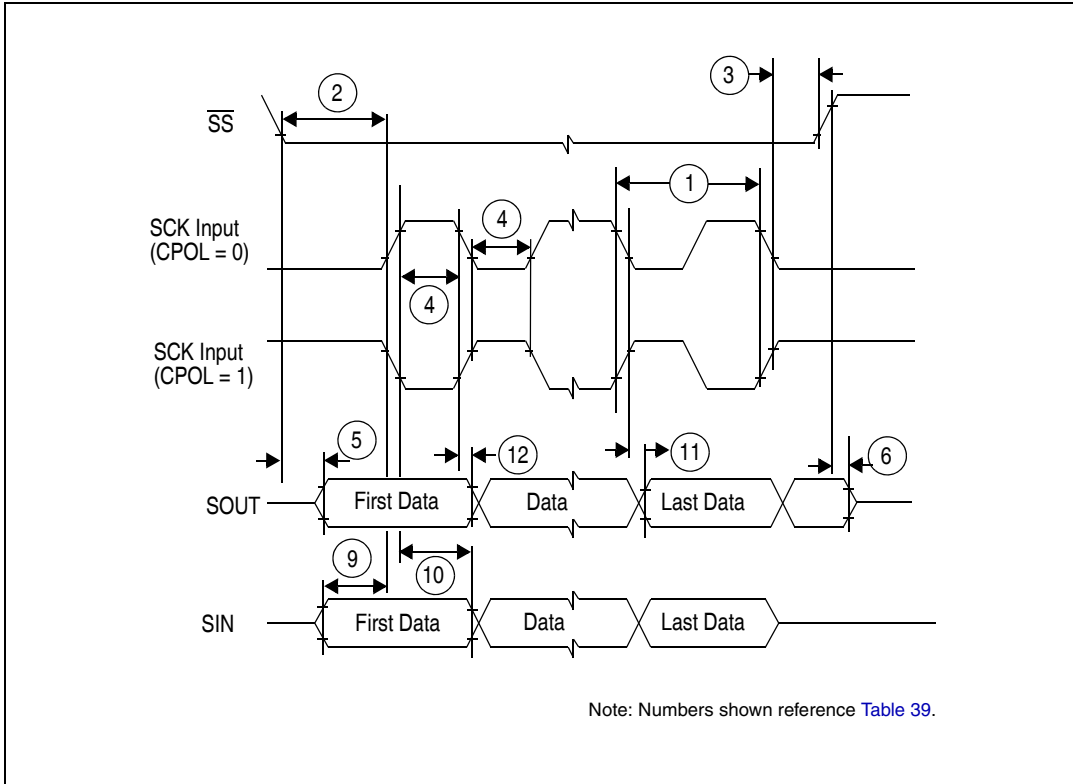 3
2
SS
1
SCK Input
(CPOL = 0)
4
4
SCK Input
(CPOL = 1)
5
12
11
6
SOUT
First Data
Data
Last Data
9
10
SIN
First Data
Data
Last Data
Note: Numbers shown reference Table 39.